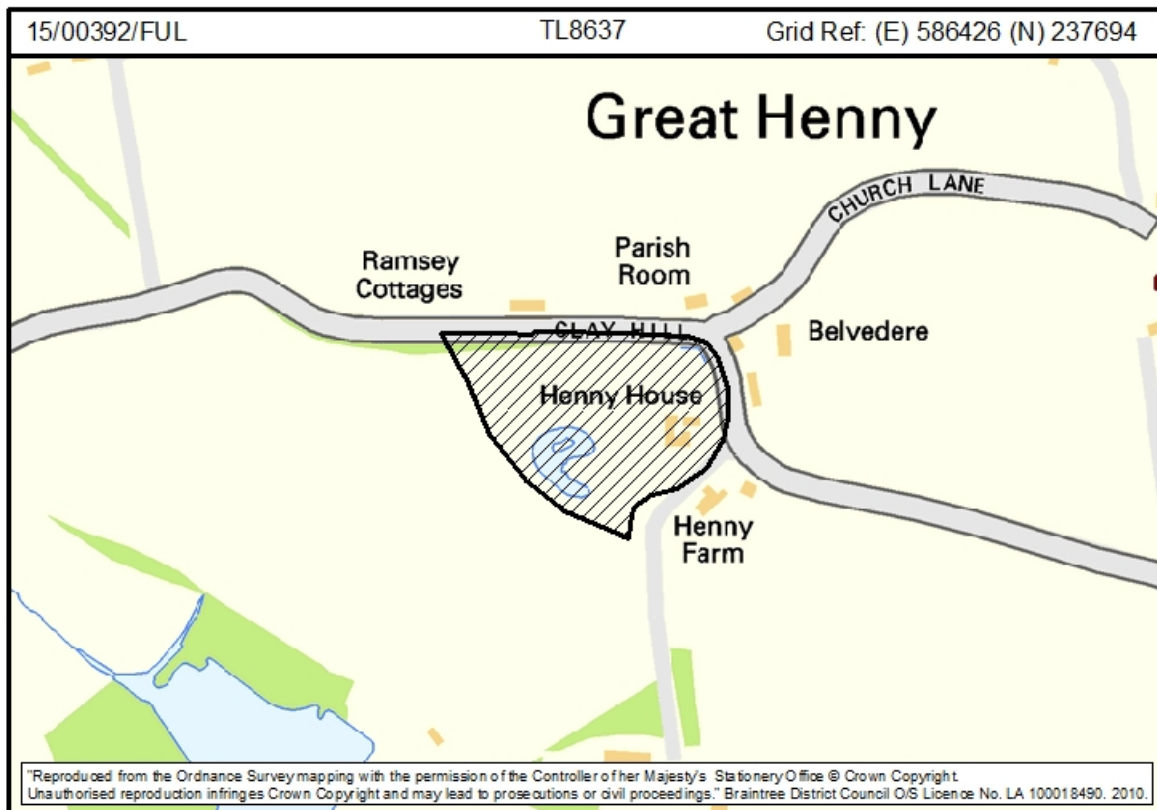 15/00392/FUL TL8637 Grid Ref: (E) 586426 (N) 237694
Great Henny
CHURCH LANE
Ramsey
Cottages
Parish
Room
CLAY HILL
Belvedere
Henny House
Henny
Farm
"Reproduced from the Ordnance Survey mapping with the permission of the Controller of her Majesty's Stationery Office © Crown Copyright.
Unauthorised reproduction infringes Crown Copyright and may lead to prosecutions or civil proceedings." Braintree District Council O/S Licence No. LA 100018490. 2010.